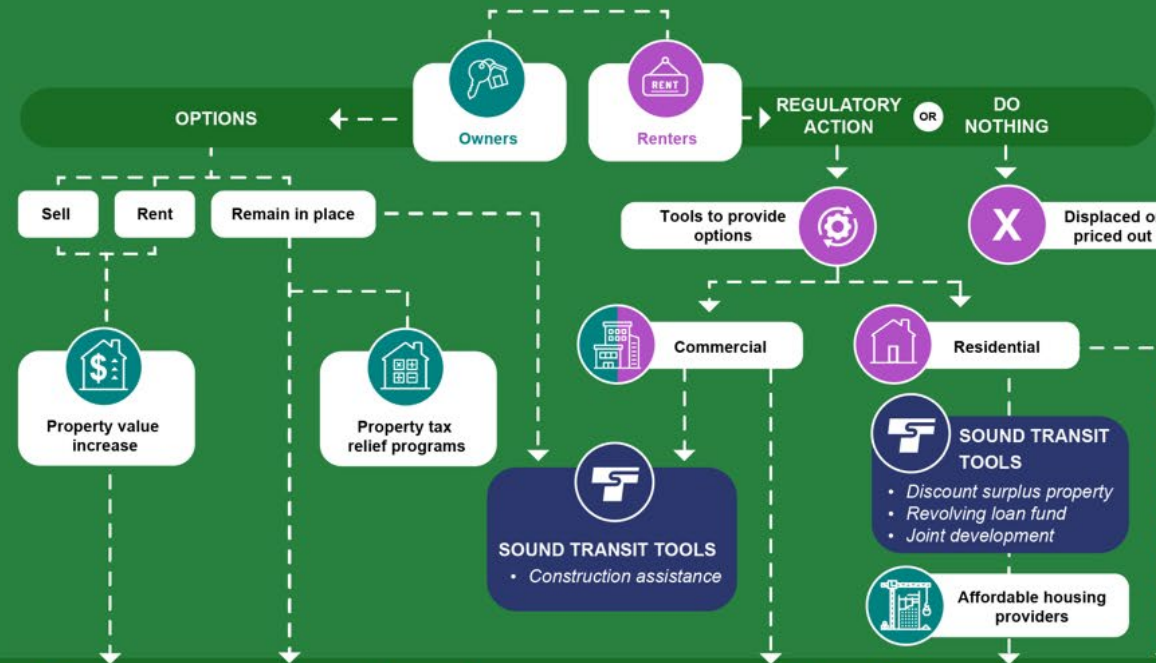 RENT
Owners
Renters
OPTIONS
REGULATORY
ACTION
OR
DO
NOTHING
Sell
Rent
Remain in place
Tools to provide
options
X
Displaced or
priced out
$
Commercial
Residential
Property value
increase
Property tax
relief programs
SOUND TRANSIT TOOLS
• Construction assistance
SOUND TRANSIT
TOOLS
• Discount surplus property
• Revolving loan fund
• Joint development
Affordable housing
providers